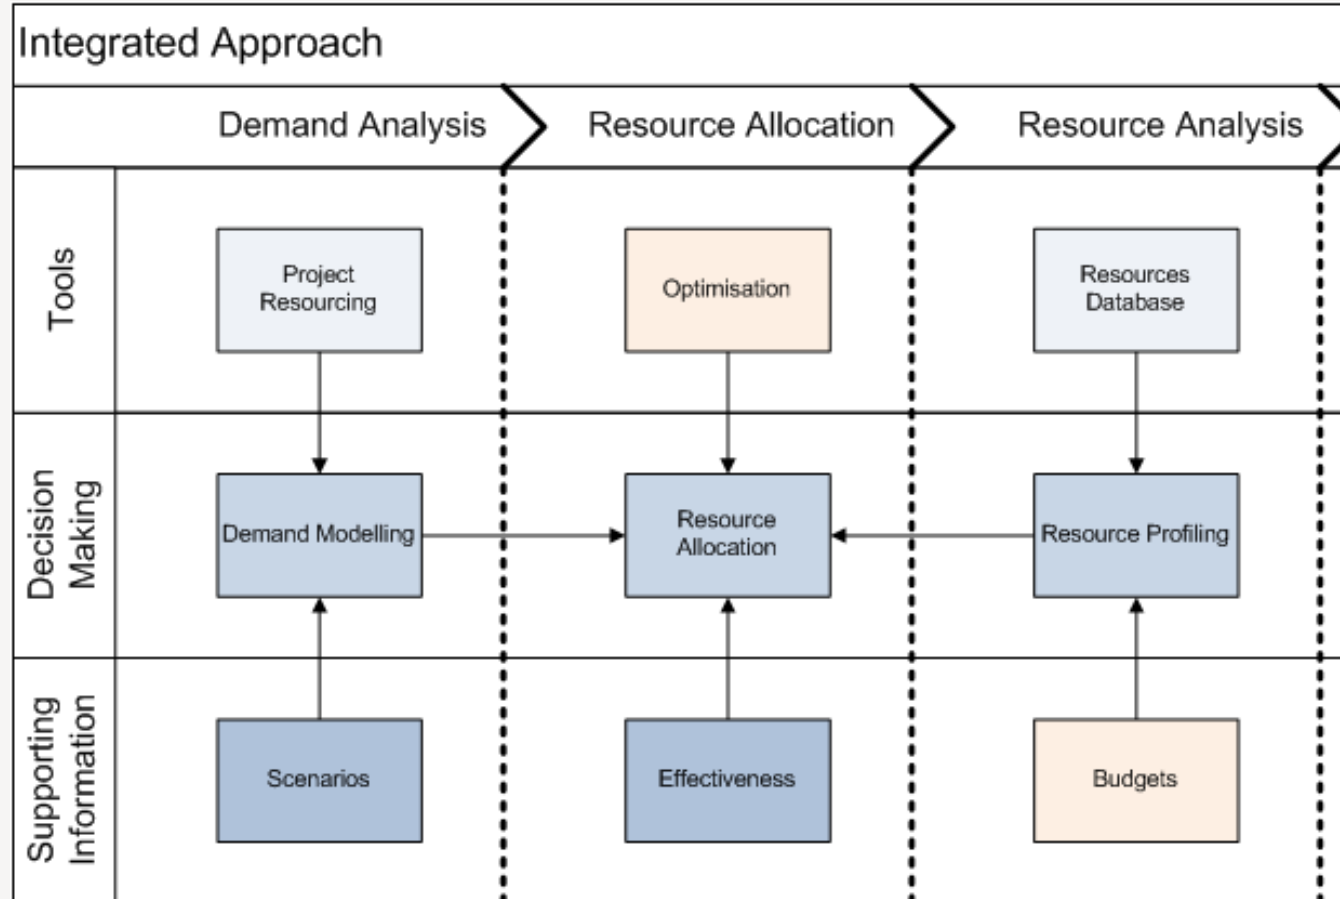 Integrated Approach
Demand Analysis
Resource Allocation
Resource Analysis
Tools
Project
Resourcing
Optimisation
Resources
Database
Decision
Making
Demand Modelling
Resource
Allocation
Resource Profiling
Supporting
Information
Scenarios
Effectiveness
Budgets